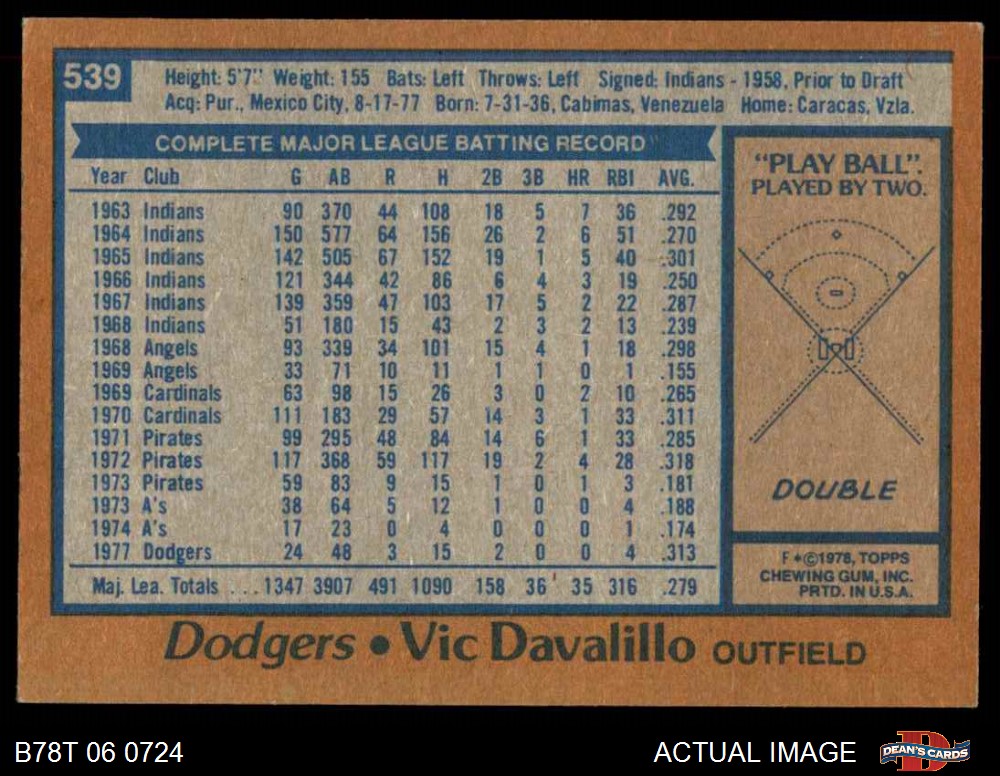 539
Height: 5'7" Weight: 155 Bats: Left Throws: Left Signed: Indians - 1958, Prior to Draft
Acq: Pur., Mexico City, 8-17-77 Born: 7-31-36, Cabimas, Venezuela Home: Caracas, Vzla.
COMPLETE MAJOR LEAGUE BATTING RECORD
Year Club G AB R H 2B 3B HR RBI AVG.
1963 Indians 90 370 44 108 18 5 7 36 .292
1964 Indians 150 577 64 156 26 2 6 51 .270
1965 Indians 142 505 67 152 19 1 5 40 .301
1966 Indians 121 344 42 86 6 4 3 19 .250
1967 Indians 139 359 47 103 17 5 2 22 .287
1968 Indians 51 180 15 43 2 3 2 13 .239
1968 Angels 93 339 34 101 15 4 1 18 .298
1969 Angels 33 71 10 11 1 1 0 1 .155
1969 Cardinals 63 98 15 26 3 0 2 10 .265
1970 Cardinals 111 183 29 57 14 3 1 33 .311
1971 Pirates 99 295 48 84 14 6 1 33 .285
1972 Pirates 117 368 59 117 19 2 4 28 .318
1973 Pirates 59 83 9 15 1 0 1 3 .181
1973 A's 38 64 5 12 1 0 0 4 .188
1974 A's 17 23 0 4 0 0 0 1 .174
1977 Dodgers 24 48 3 15 2 0 0 4 .313
Maj. Lea. Totals ... 1347 3907 491 1090 158 36 35 316 .279
"PLAY BALL".
PLAYED BY TWO.
DOUBLE
F *©1978, TOPPS
CHEWING GUM, INC.
PRTD. IN U.S.A.
Dodgers • Vic Davalillo OUTFIELD
B78T 06 0724
ACTUAL IMAGE
D
DEAN'S CARDS